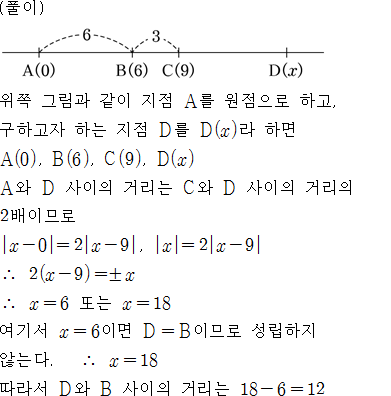 (풀이)
6 3
A(0) B(6) C(9) D(x)
위쪽 그림과 같이 지점 A를 원점으로 하고,
구하고자 하는 지점 D를 D(x)라 하면
A(0), B(6), C(9), D(x)
A와 D 사이의 거리는 C와 D 사이의 거리의
2배이므로
|x-0|=2|x-9|, |x|=2|x-9|
∴ 2(x-9)=±x
∴ x=6 또는 x=18
여기서 x=6이면 D=B이므로 성립하지
않는다. ∴ x=18
따라서 D와 B 사이의 거리는 18-6=12